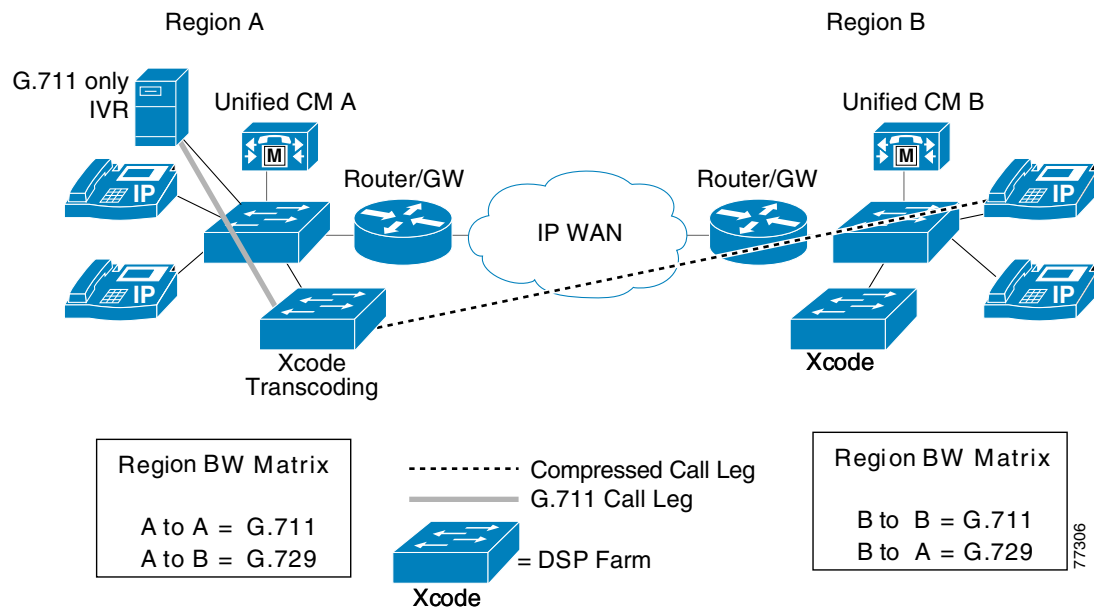 Region A
Region B
G.711 only
IVR
Unified CM A
Unified CM B
M
M
IP
Router/GW
IP WAN
Router/GW
IP
IP
IP
Xcode
Transcoding
Xcode
Region BW Matrix
A to A = G.711
A to B = G.729
Compressed Call Leg
G.711 Call Leg
= DSP Farm
Xcode
Region BW Matrix
B to B = G.711
B to A = G.729
77306